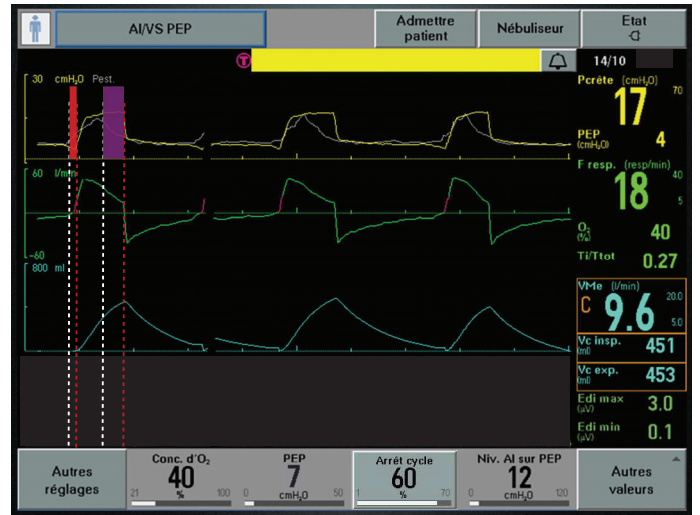 AI/VS PEP
Admettre
patient
Nébuliseur
Etat
T
14/10
30 cmH₂O Pest.
Pcrête (cmH₂O)
17
70
PEP
(cmH₂O)
4
60 l/min
-60
F resp. (resp/min)
18
40
5
O₂
(%)
40
Ti/Ttot
0.27
800 ml
VMe (l/min)
C 9.6
20.0
5.0
Vc insp.
(ml)
451
Vc exp.
(ml)
453
Edi max
(µV)
3.0
Edi min
(µV)
0.1
Autres
réglages
Conc. d'O₂
40
21 % 100
PEP
7
0 cmH₂O 50
Arrêt cycle
60
1 % 70
Niv. AI sur PEP
12
0 cmH₂O 120
Autres
valeurs